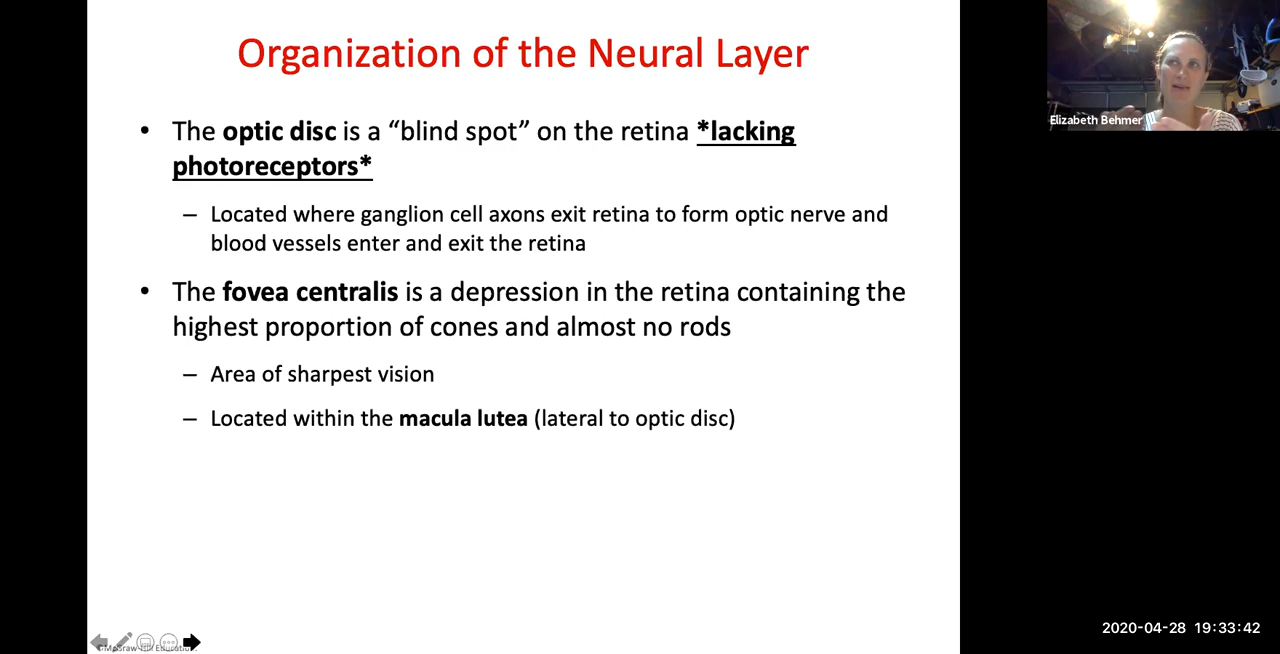 Organization of the Neural Layer
Elizabeth Behmer
• The optic disc is a “blind spot” on the retina *lacking
photoreceptors*
– Located where ganglion cell axons exit retina to form optic nerve and
blood vessels enter and exit the retina
• The fovea centralis is a depression in the retina containing the
highest proportion of cones and almost no rods
– Area of sharpest vision
– Located within the macula lutea (lateral to optic disc)
©McGraw-Hill Education.
2020-04-28 19:33:42